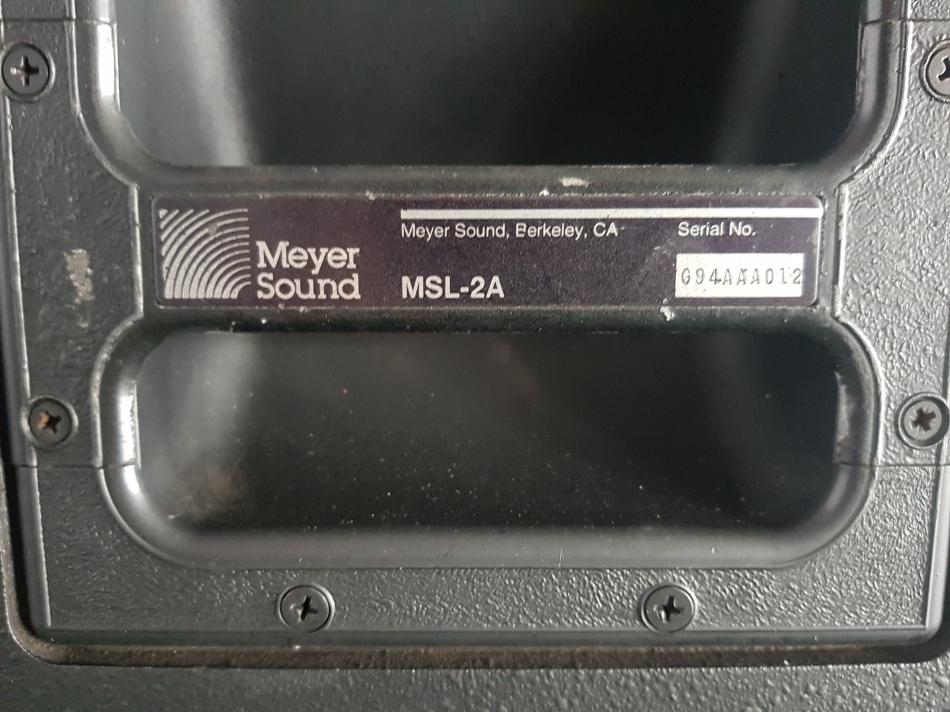 Meyer
Sound
Meyer Sound, Berkeley, CA
Serial No.
MSL-2A
G94AAA012